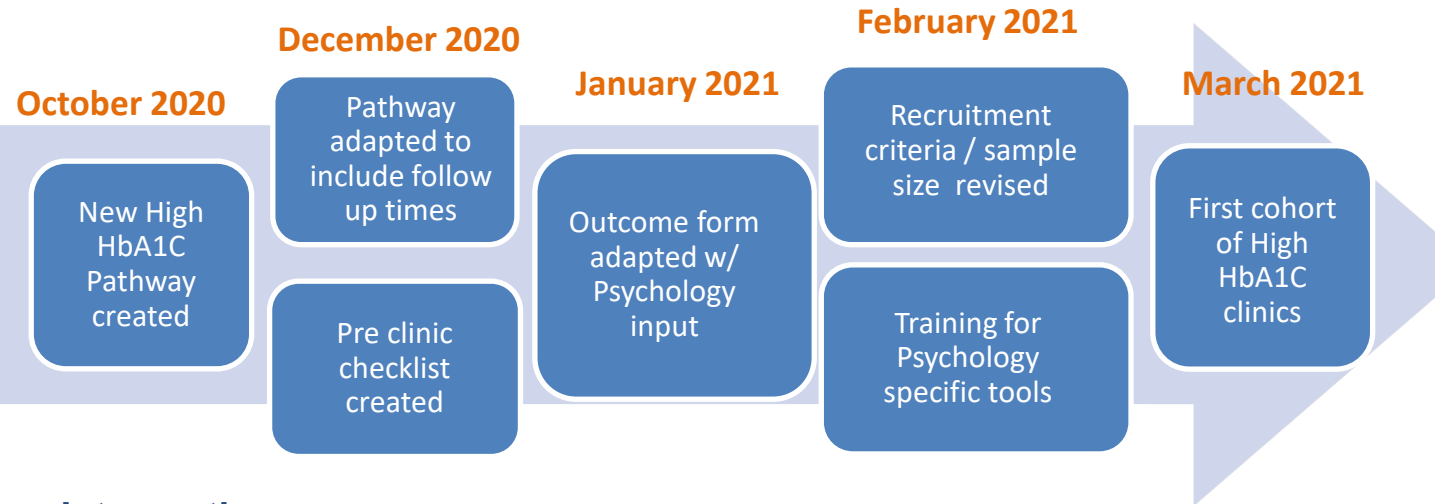 October 2020
New High
HbA1C
Pathway
created
December 2020
Pathway
adapted to
include follow
up times
Pre clinic
checklist
created
January 2021
Outcome form
adapted w/
Psychology
input
February 2021
Recruitment
criteria / sample
size revised
Training for
Psychology
specific tools
March 2021
First cohort
of High
HbA1C
clinics